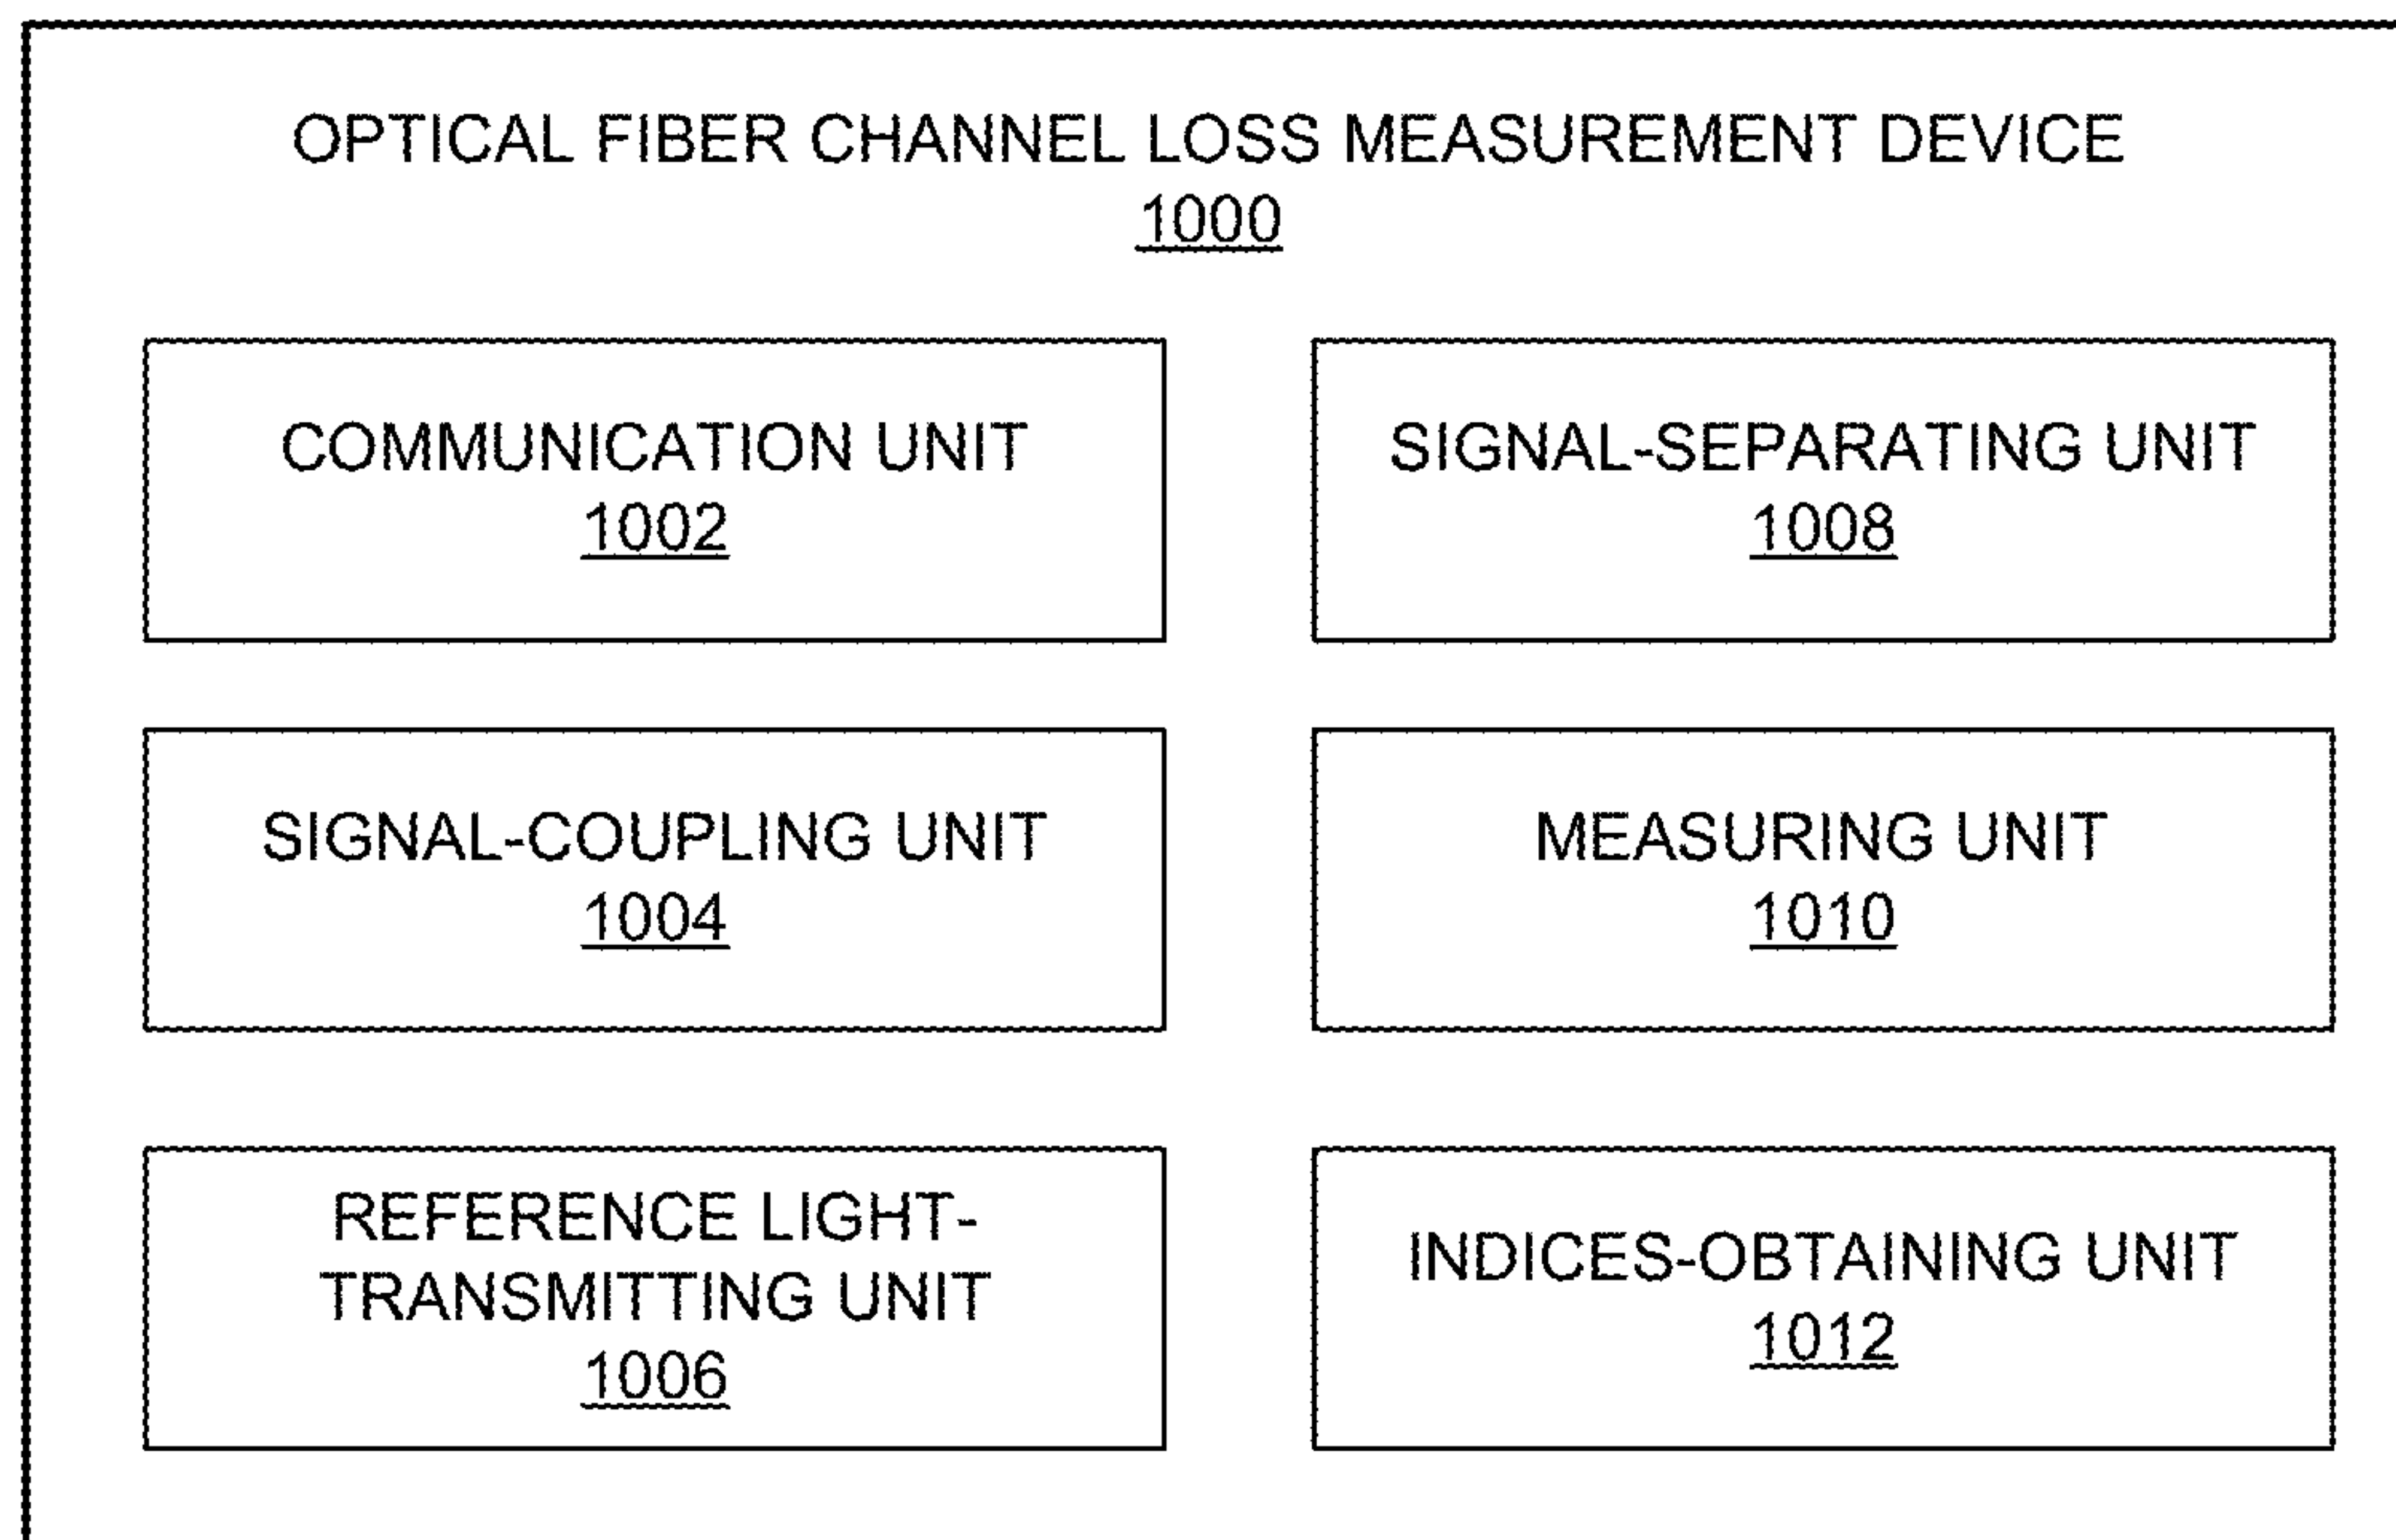 OPTICAL FIBER CHANNEL LOSS MEASUREMENT DEVICE
1000
COMMUNICATION UNIT
1002
SIGNAL-SEPARATING UNIT
1008
SIGNAL-COUPLING UNIT
1004
MEASURING UNIT
1010
REFERENCE LIGHT-
TRANSMITTING UNIT
1006
INDICES-OBTAINING UNIT
1012